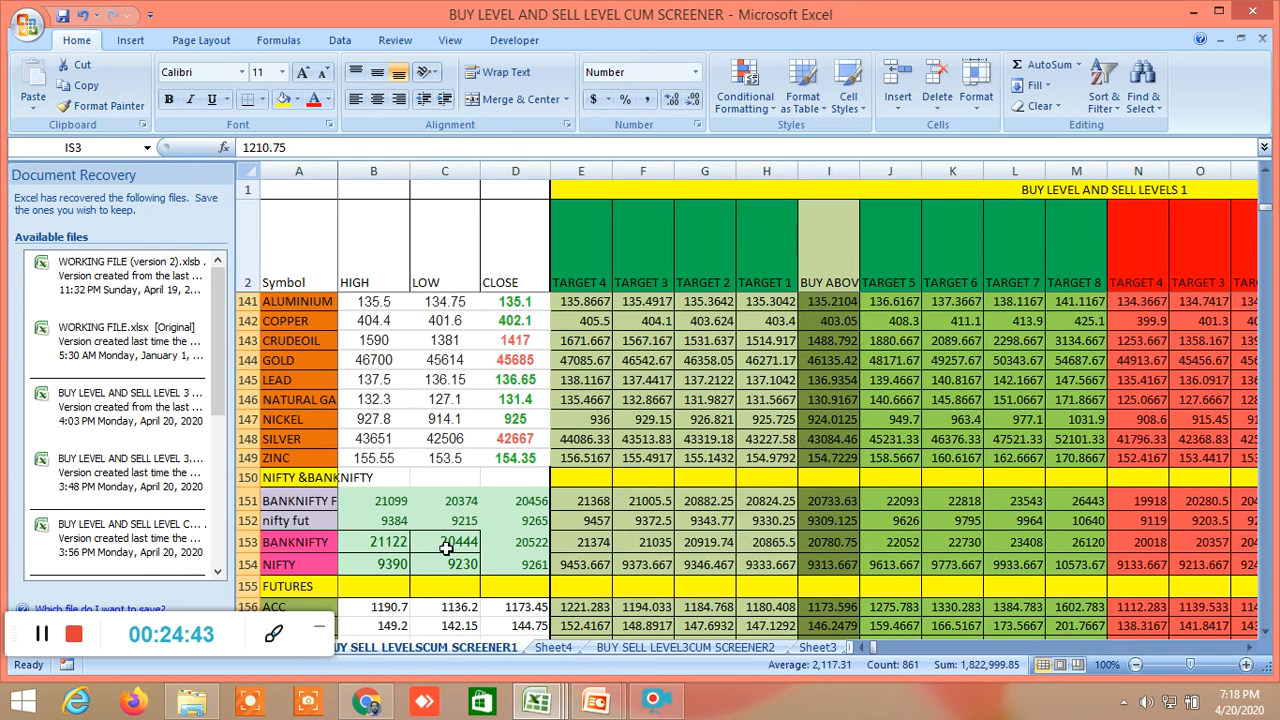 BUY LEVEL AND SELL LEVEL CUM SCREENER - Microsoft Excel
Home Insert Page Layout Formulas Data Review View Developer
Paste
Cut
Copy
Format Painter
Clipboard
Calibri 11
B I U
Font
Wrap Text
Merge & Center
Alignment
Number
$ % ,
Number
Conditional Formatting
Format as Table
Cell Styles
Styles
Insert Delete Format
Cells
AutoSum
Fill
Clear
Sort & Filter
Find & Select
Editing
IS3 fx 1210.75
Document Recovery
Excel has recovered the following files. Save the ones you wish to keep.
Available files
WORKING FILE (version 2).xlsb ..
Version created from the last ...
11:32 PM Sunday, April 19, 2...
WORKING FILE.xlsx [Original]
Version created from the last ...
5:30 AM Monday, January 1, ...
BUY LEVEL AND SELL LEVEL 3 ...
Version created from the last ...
4:03 PM Monday, April 20, 2020
BUY LEVEL AND SELL LEVEL 3....
Version created last time the ...
3:48 PM Monday, April 20, 2020
BUY LEVEL AND SELL LEVEL C...
Version created last time the ...
3:56 PM Monday, April 20, 2020
Which file do I want to save?
A B C D E F G H I J K L M N O
1 BUY LEVEL AND SELL LEVELS 1
2 Symbol HIGH LOW CLOSE TARGET 4 TARGET 3 TARGET 2 TARGET 1 BUY ABOV TARGET 5 TARGET 6 TARGET 7 TARGET 8 TARGET 4 TARGET 3
141 ALUMINIUM 135.5 134.75 135.1 135.8667 135.4917 135.3642 135.3042 135.2104 136.6167 137.3667 138.1167 141.1167 134.3667 134.7417
142 COPPER 404.4 401.6 402.1 405.5 404.1 403.624 403.4 403.05 408.3 411.1 413.9 425.1 399.9 401.3
143 CRUDEOIL 1590 1381 1417 1671.667 1567.167 1531.637 1514.917 1488.792 1880.667 2089.667 2298.667 3134.667 1253.667 1358.167
144 GOLD 46700 45614 45685 47085.67 46542.67 46358.05 46271.17 46135.42 48171.67 49257.67 50343.67 54687.67 44913.67 45456.67
145 LEAD 137.5 136.15 136.65 138.1167 137.4417 137.2122 137.1042 136.9354 139.4667 140.8167 142.1667 147.5667 135.4167 136.0917
146 NATURAL GA 132.3 127.1 131.4 135.4667 132.8667 131.9827 131.5667 130.9167 140.6667 145.8667 151.0667 171.8667 125.0667 127.6667
147 NICKEL 927.8 914.1 925 936 929.15 926.821 925.725 924.0125 949.7 963.4 977.1 1031.9 908.6 915.45
148 SILVER 43651 42506 42667 44086.33 43513.83 43319.18 43227.58 43084.46 45231.33 46376.33 47521.33 52101.33 41796.33 42368.83
149 ZINC 155.55 153.5 154.35 156.5167 155.4917 155.1432 154.9792 154.7229 158.5667 160.6167 162.6667 170.8667 152.4167 153.4417
150 NIFTY &BANKNIFTY
151 BANKNIFTY F 21099 20374 20456 21368 21005.5 20882.25 20824.25 20733.63 22093 22818 23543 26443 19918 20280.5
152 nifty fut 9384 9215 9265 9457 9372.5 9343.77 9330.25 9309.125 9626 9795 9964 10640 9119 9203.5
153 BANKNIFTY 21122 20444 20522 21374 21035 20919.74 20865.5 20780.75 22052 22730 23408 26120 20018 20357
154 NIFTY 9390 9230 9261 9453.667 9373.667 9346.467 9333.667 9313.667 9613.667 9773.667 9933.667 10573.67 9133.667 9213.667
155 FUTURES
156 ACC 1190.7 1136.2 1173.45 1221.283 1194.033 1184.768 1180.408 1173.596 1275.783 1330.283 1384.783 1602.783 1112.283 1139.533
149.2 142.15 144.75 152.4167 148.8917 147.6932 147.1292 146.2479 159.4667 166.5167 173.5667 201.7667 138.3167 141.8417
00:24:43
BUY SELL LEVELSCUM SCREENER1 Sheet4 BUY SELL LEVEL3CUM SCREENER2 Sheet3
Ready Average: 2,117.31 Count: 861 Sum: 1,822,999.85 100%
7:18 PM
4/20/2020